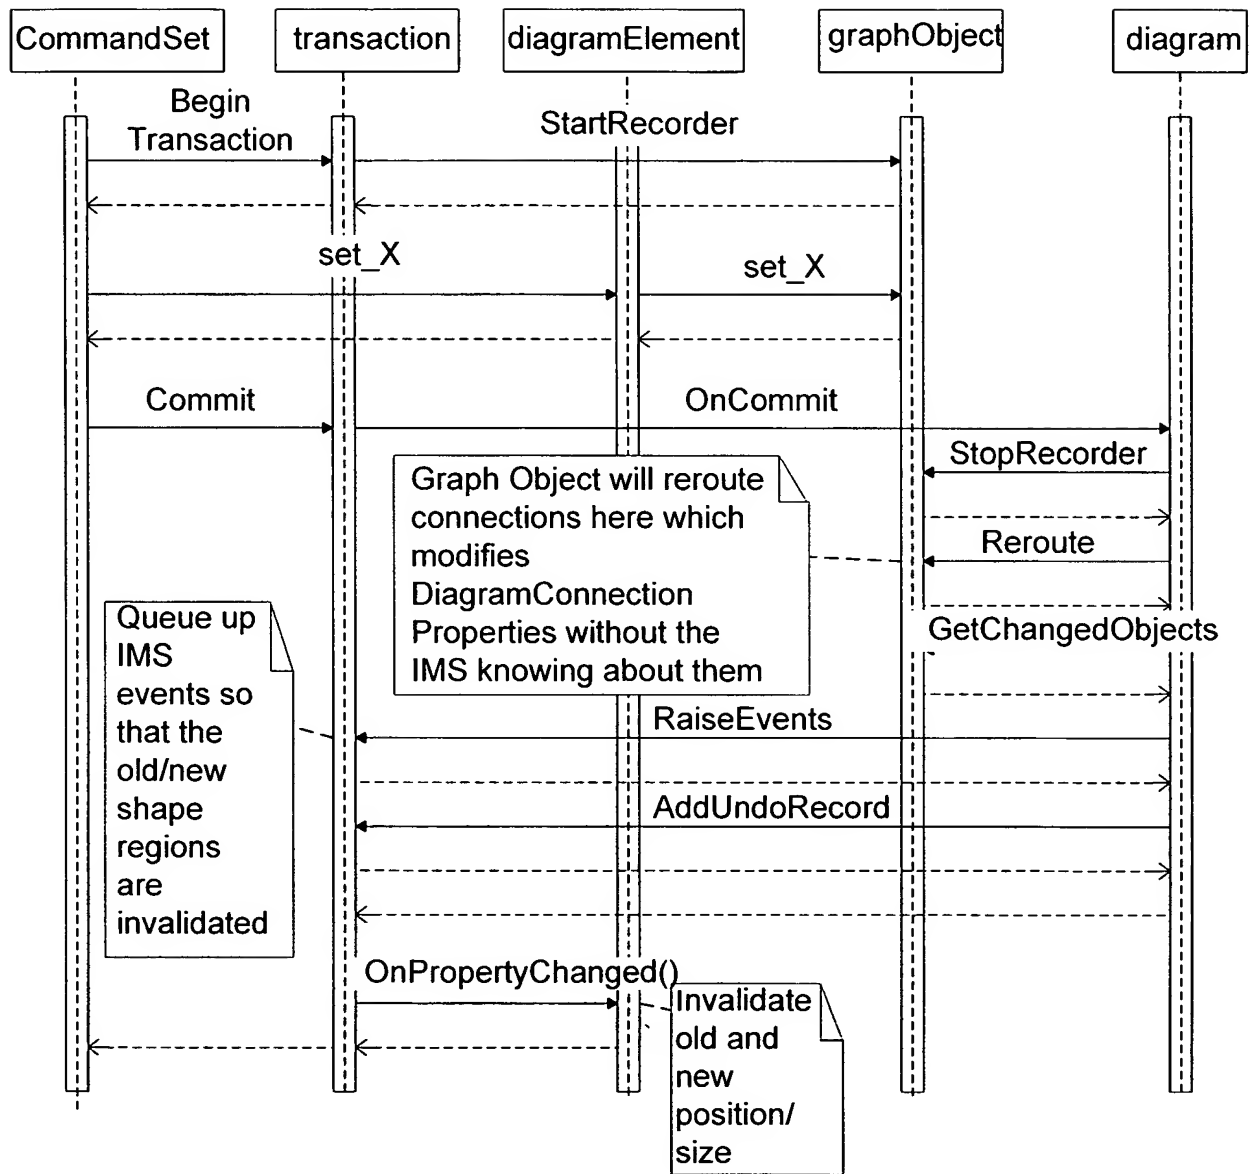 CommandSet
transaction
diagramElement
graphObject
diagram
Begin
Transaction
StartRecorder
set_X
set_X
Commit
OnCommit
StopRecorder
Graph Object will reroute
connections here which
modifies
DiagramConnection
Properties without the
IMS knowing about them
Reroute
GetChangedObjects
Queue up
IMS
events so
that the
old/new
shape
regions
are
invalidated
RaiseEvents
AddUndoRecord
OnPropertyChanged()
Invalidate
old and
new
position/
size